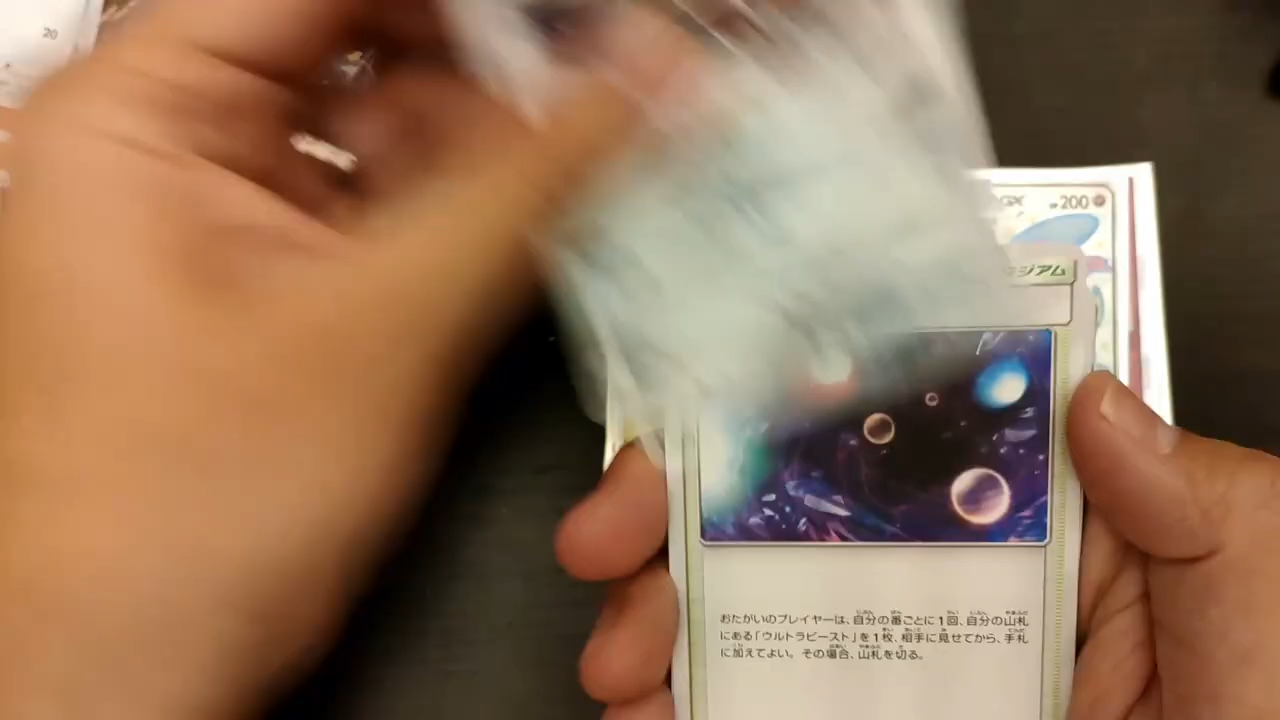 20
GX HP200
ジアム
おたがいのプレイヤーは、自分の番ごとに1回、自分の山札
にある「ウルトラビースト」を1枚、相手に見せてから、手札
に加えてよい。その場合、山札を切る。